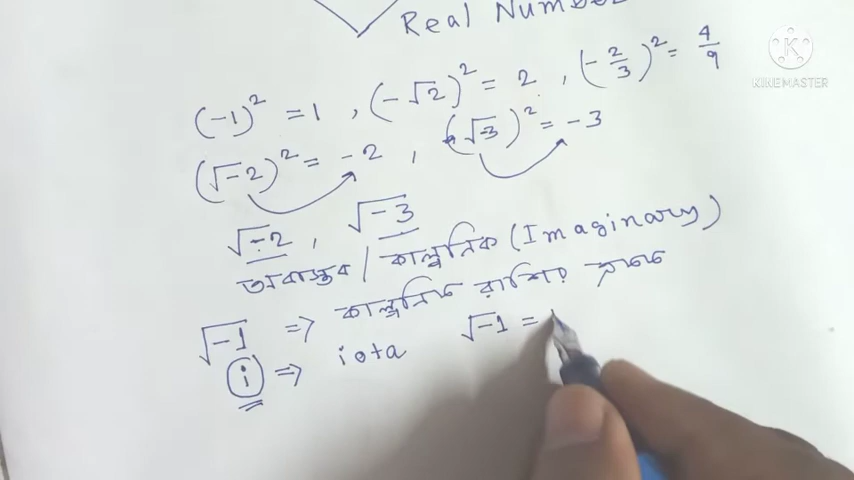 Real Number
KINEMASTER
(-1)² = 1 , (-√2)² = 2 , (-2/3)² = 4/9
(√-2)² = -2 , (√-3)² = -3
√-2 , √-3
অবাস্তব / কাল্পনিক (Imaginary)
√-1 ⇒ কাল্পনিক রাশির
i ⇒ iota √-1 =